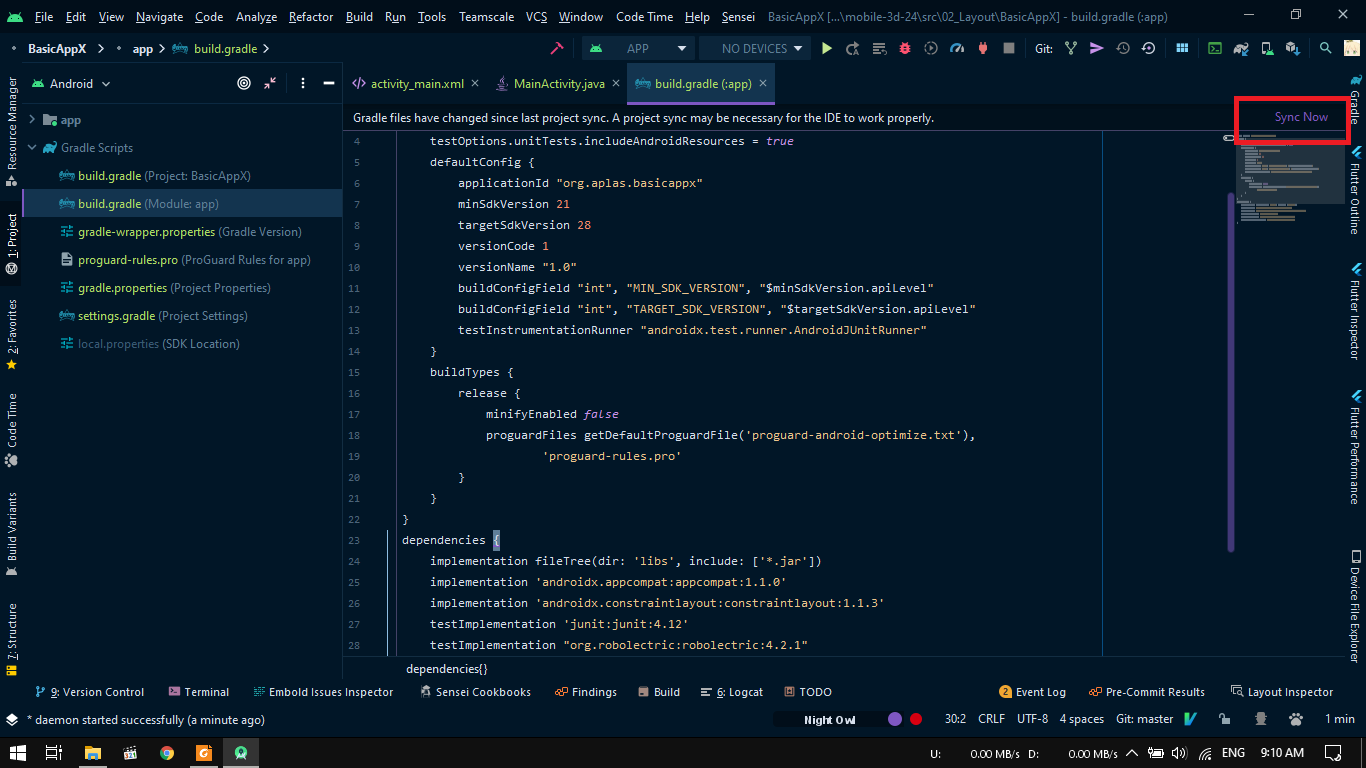 File Edit View Navigate Code Analyze Refactor Build Run Tools Teamscale VCS Window Code Time Help Sensei BasicAppX [...\mobile-3d-24\src\02_Layout\BasicAppX] - build.gradle (:app)
BasicAppX app build.gradle APP NO DEVICES Git:
Android activity_main.xml MainActivity.java build.gradle (:app)
Gradle files have changed since last project sync. A project sync may be necessary for the IDE to work properly. Sync Now
app
Gradle Scripts
build.gradle (Project: BasicAppX)
build.gradle (Module: app)
gradle-wrapper.properties (Gradle Version)
proguard-rules.pro (ProGuard Rules for app)
gradle.properties (Project Properties)
settings.gradle (Project Settings)
local.properties (SDK Location)
Resource Manager
1: Project
2: Favorites
Code Time
Build Variants
7: Structure
4 testOptions.unitTests.includeAndroidResources = true
5 defaultConfig {
6 applicationId "org.aplas.basicappx"
7 minSdkVersion 21
8 targetSdkVersion 28
9 versionCode 1
10 versionName "1.0"
11 buildConfigField "int", "MIN_SDK_VERSION", "$minSdkVersion.apiLevel"
12 buildConfigField "int", "TARGET_SDK_VERSION", "$targetSdkVersion.apiLevel"
13 testInstrumentationRunner "androidx.test.runner.AndroidJUnitRunner"
14 }
15 buildTypes {
16 release {
17 minifyEnabled false
18 proguardFiles getDefaultProguardFile('proguard-android-optimize.txt'),
19 'proguard-rules.pro'
20 }
21 }
22 }
23 dependencies {
24 implementation fileTree(dir: 'libs', include: ['*.jar'])
25 implementation 'androidx.appcompat:appcompat:1.1.0'
26 implementation 'androidx.constraintlayout:constraintlayout:1.1.3'
27 testImplementation 'junit:junit:4.12'
28 testImplementation "org.robolectric:robolectric:4.2.1"
dependencies{}
Gradle
Flutter Outline
Flutter Inspector
Flutter Performance
Device File Explorer
9: Version Control Terminal Embold Issues Inspector Sensei Cookbooks Findings Build 6: Logcat TODO 2 Event Log Pre-Commit Results Layout Inspector
* daemon started successfully (a minute ago) Night Owl 30:2 CRLF UTF-8 4 spaces Git: master 1 min
U: 0.00 MB/s D: 0.00 MB/s ENG 9:10 AM